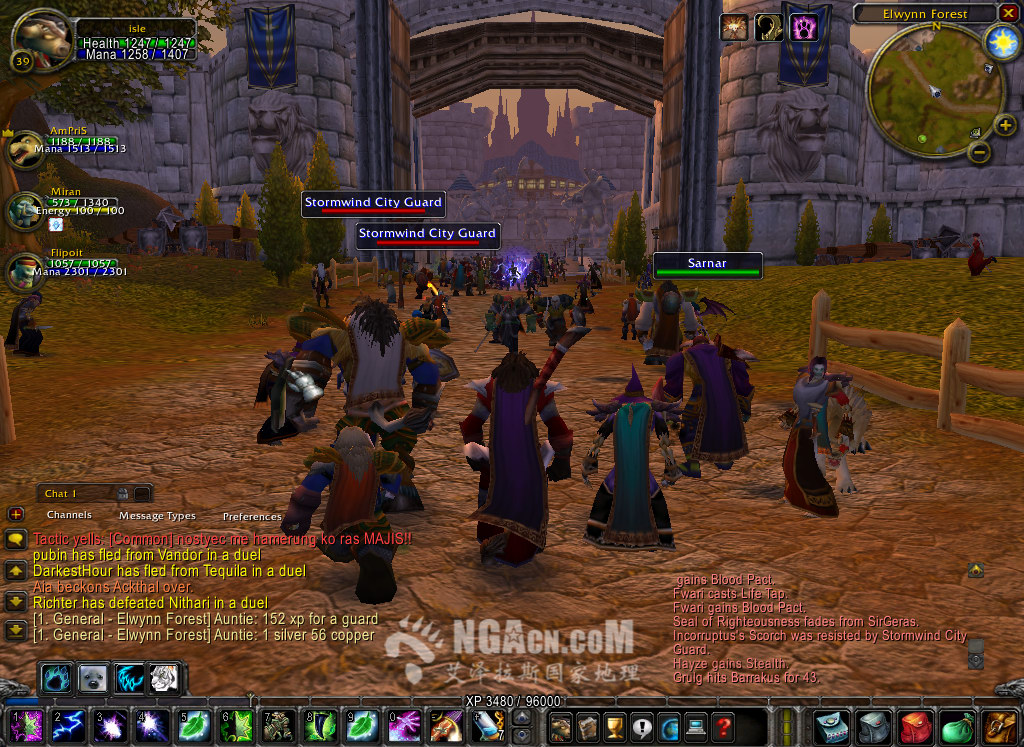 isle
Health 1247 / 1247
Mana 1258 / 1407
39
Elwynn Forest
N
AmPriS
1188 / 1188
Mana 1513 / 1513
Miran
573 / 1340
Energy 100 / 100
Flipoit
1057 / 1057
Mana 2301 / 2301
Stormwind City Guard
Stormwind City Guard
Sarnar
Chat 1
Channels Message Types Preferences
Tactic yells: [Common] nostyec me hamerung ko ras MAJIS!!
pubin has fled from Vandor in a duel
DarkestHour has fled from Tequila in a duel
Ala beckons Ackthal over.
Richter has defeated Nithari in a duel
[1. General - Elwynn Forest] Auntie: 152 xp for a guard
[1. General - Elwynn Forest] Auntie: 1 silver 56 copper
gains Blood Pact.
Fwari casts Life Tap.
Fwari gains Blood Pact.
Seal of Righteousness fades from SirGeras.
Incorruptus's Scorch was resisted by Stormwind City
Guard.
Hayze gains Stealth.
Grulg hits Barrakus for 43.
NGACN.COM
艾泽拉斯国家地理
XP 3480 / 96000
1 2 3 4 5 6 7 8 9 0 - +
7